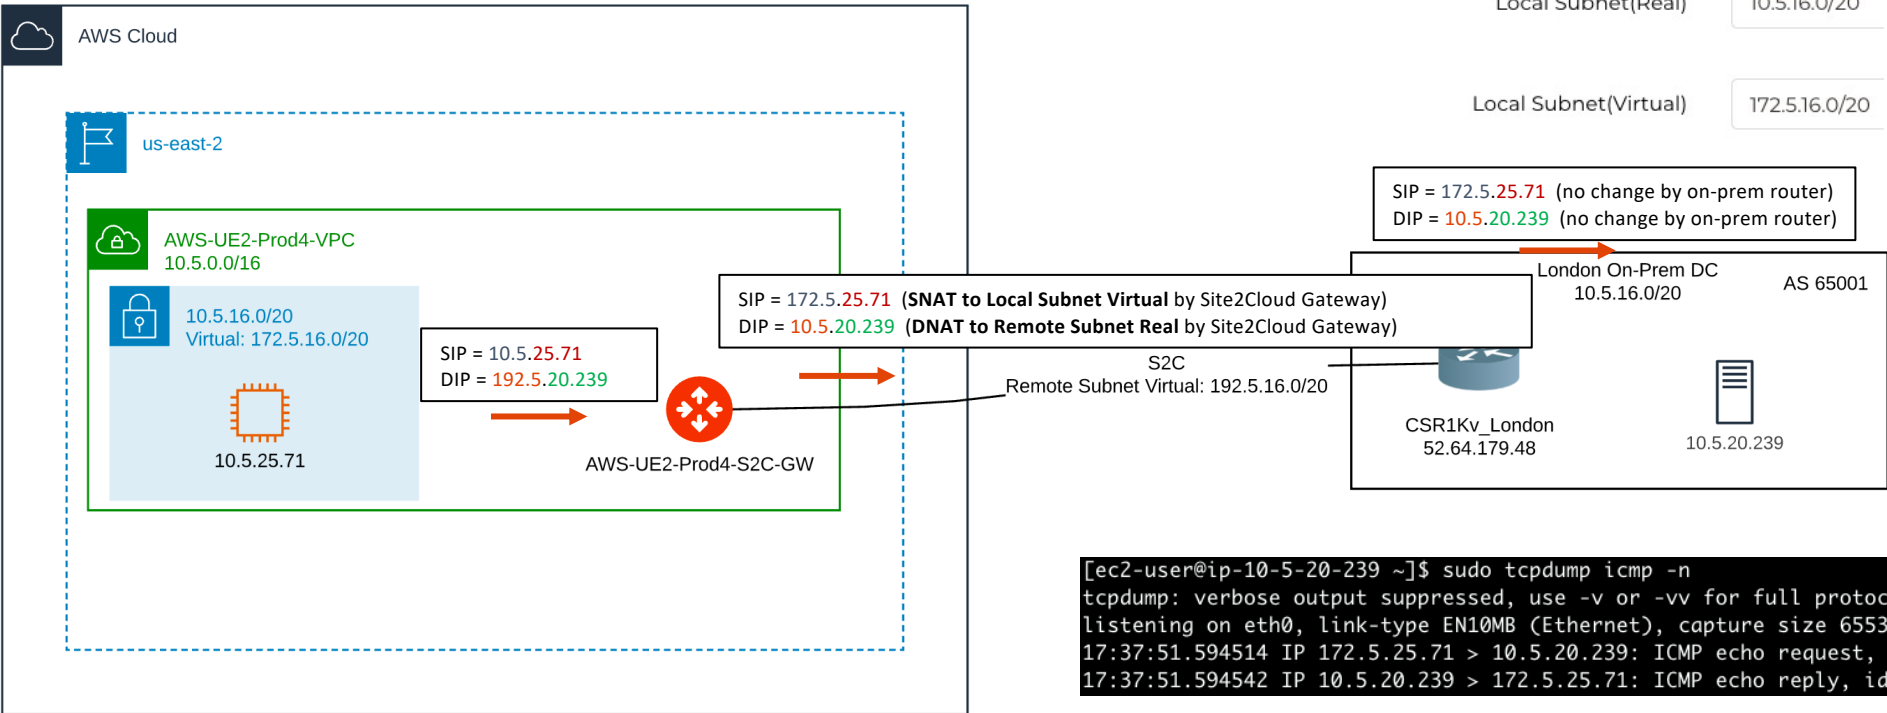 Local Subnet(Real)
10.5.16.0/20
AWS Cloud
Local Subnet(Virtual)
172.5.16.0/20
us-east-2
SIP = 172.5.25.71 (no change by on-prem router)
DIP = 10.5.20.239 (no change by on-prem router)
AWS-UE2-Prod4-VPC
10.5.0.0/16
London On-Prem DC
10.5.16.0/20
AS 65001
SIP = 172.5.25.71 (SNAT to Local Subnet Virtual by Site2Cloud Gateway)
DIP = 10.5.20.239 (DNAT to Remote Subnet Real by Site2Cloud Gateway)
10.5.16.0/20
Virtual: 172.5.16.0/20
SIP = 10.5.25.71
DIP = 192.5.20.239
S2C
Remote Subnet Virtual: 192.5.16.0/20
10.5.25.71
AWS-UE2-Prod4-S2C-GW
CSR1Kv_London
52.64.179.48
10.5.20.239
[ec2-user@ip-10-5-20-239 ~]$ sudo tcpdump icmp -n
tcpdump: verbose output suppressed, use -v or -vv for full protoc
listening on eth0, link-type EN10MB (Ethernet), capture size 6553
17:37:51.594514 IP 172.5.25.71 > 10.5.20.239: ICMP echo request,
17:37:51.594542 IP 10.5.20.239 > 172.5.25.71: ICMP echo reply, id